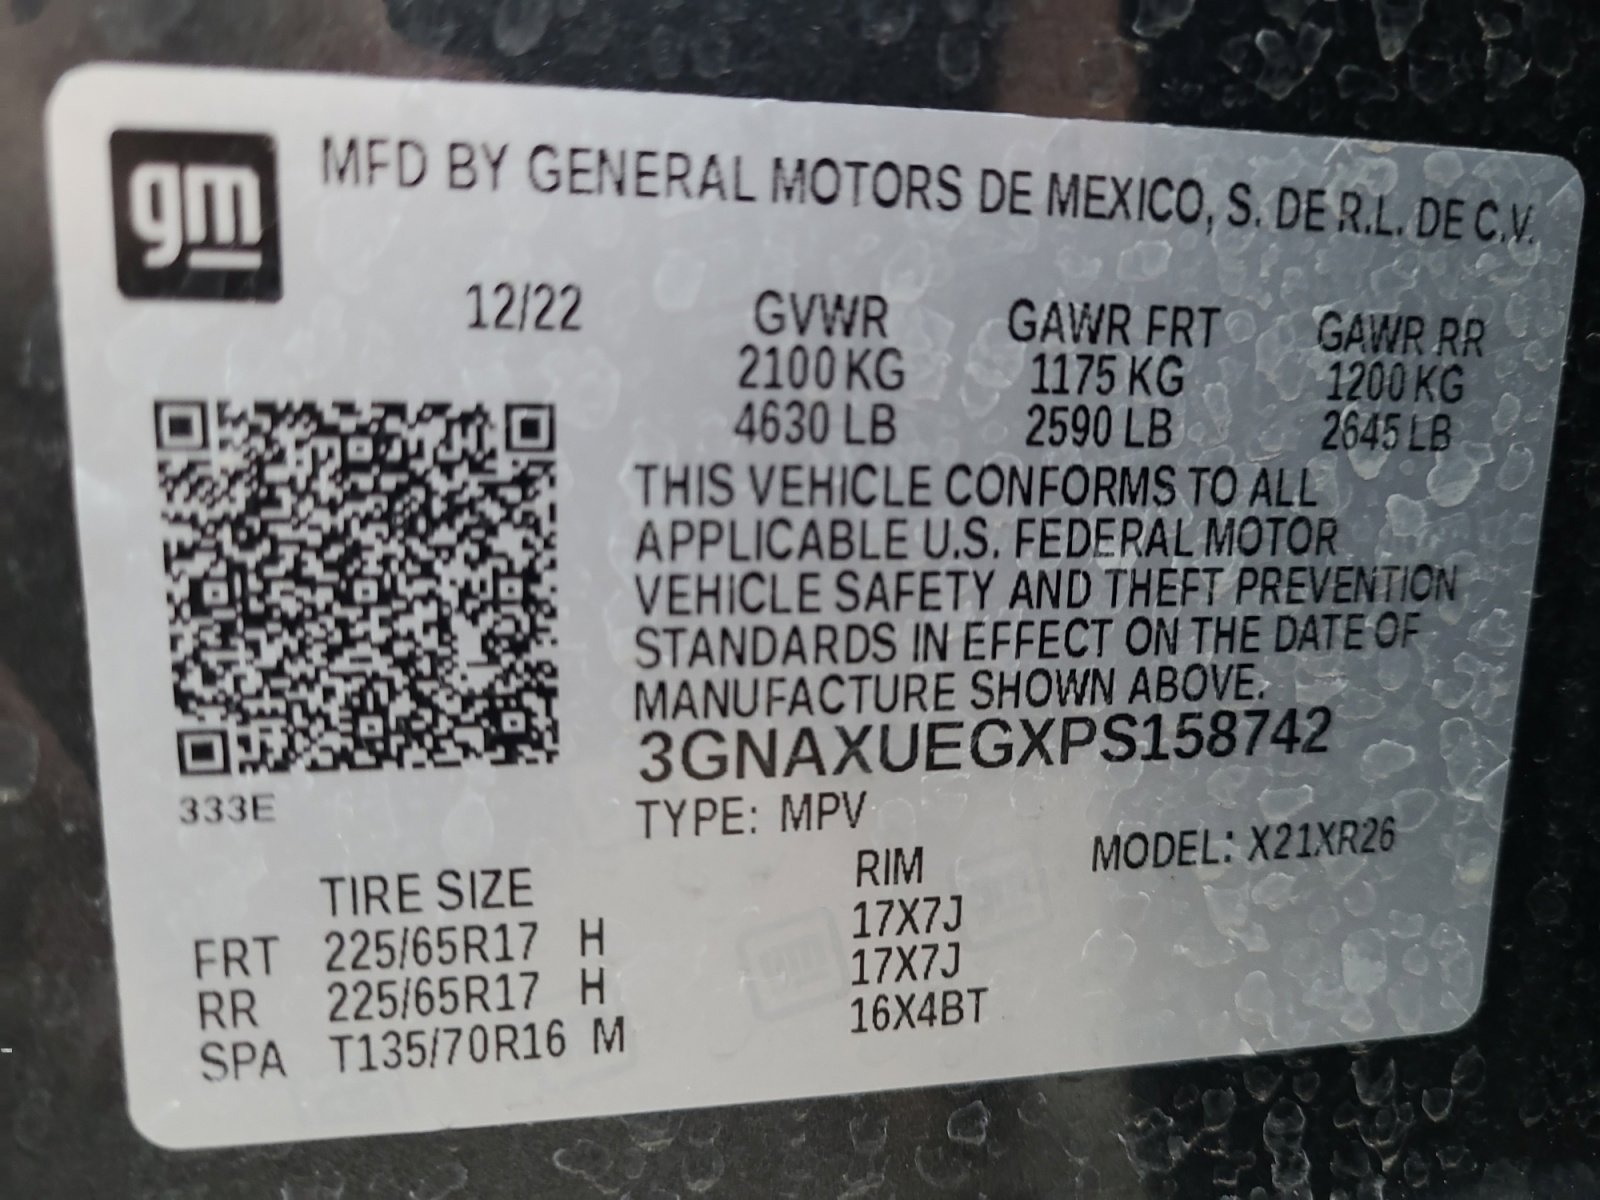 gm
MFD BY GENERAL MOTORS DE MEXICO, S. DE R.L. DE C.V.
12/22 GVWR GAWR FRT GAWR RR
2100 KG 1175 KG 1200 KG
4630 LB 2590 LB 2645 LB
THIS VEHICLE CONFORMS TO ALL
APPLICABLE U.S. FEDERAL MOTOR
VEHICLE SAFETY AND THEFT PREVENTION
STANDARDS IN EFFECT ON THE DATE OF
MANUFACTURE SHOWN ABOVE.
3GNAXUEGXPS158742
333E
TYPE: MPV
MODEL: X21XR26
TIRE SIZE RIM
FRT 225/65R17 H 17X7J
RR 225/65R17 H 17X7J
SPA T135/70R16 M 16X4BT